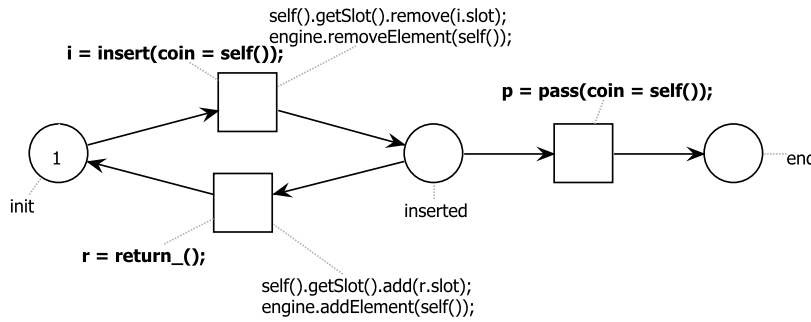 self().getSlot().remove(i.slot);
engine.removeElement(self());
i = insert(coin = self());
p = pass(coin = self());
1
init
inserted
enc
r = return_();
self().getSlot().add(r.slot);
engine.addElement(self());